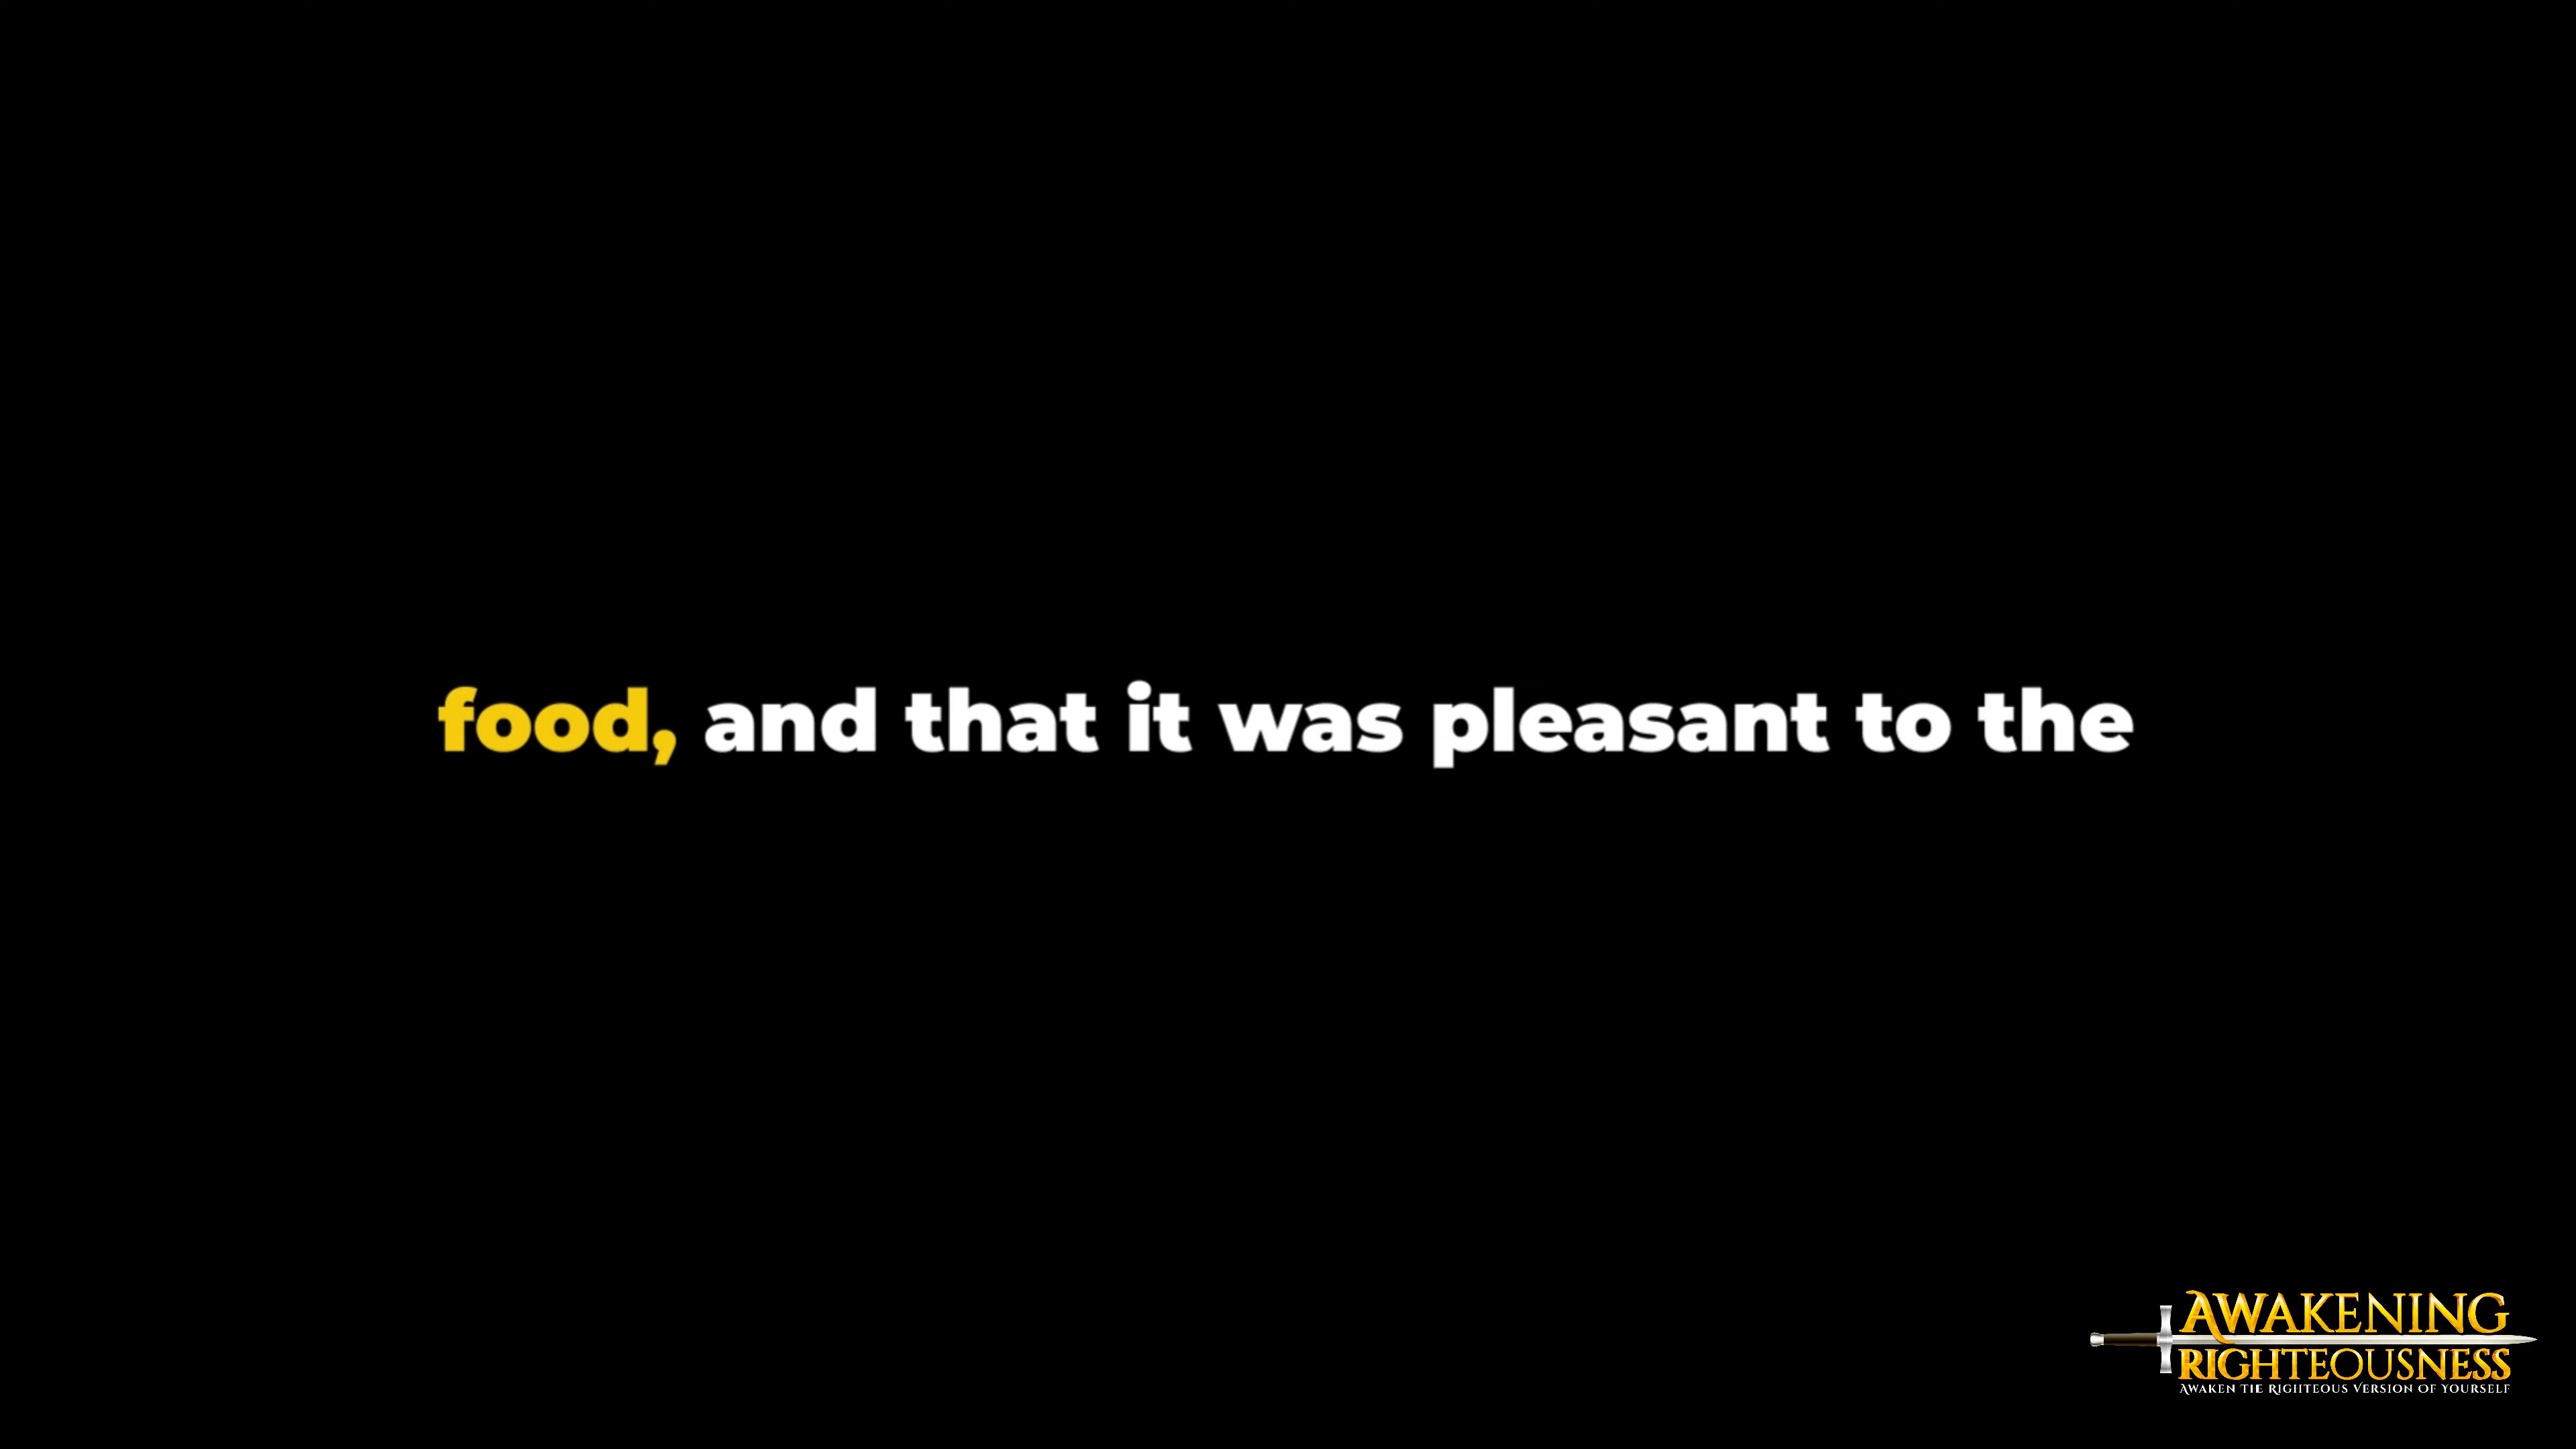 food, and that it was pleasant to the
AWAKENING
RIGHTEOUSNESS
AWAKEN THE RIGHTEOUS VERSION OF YOURSELF